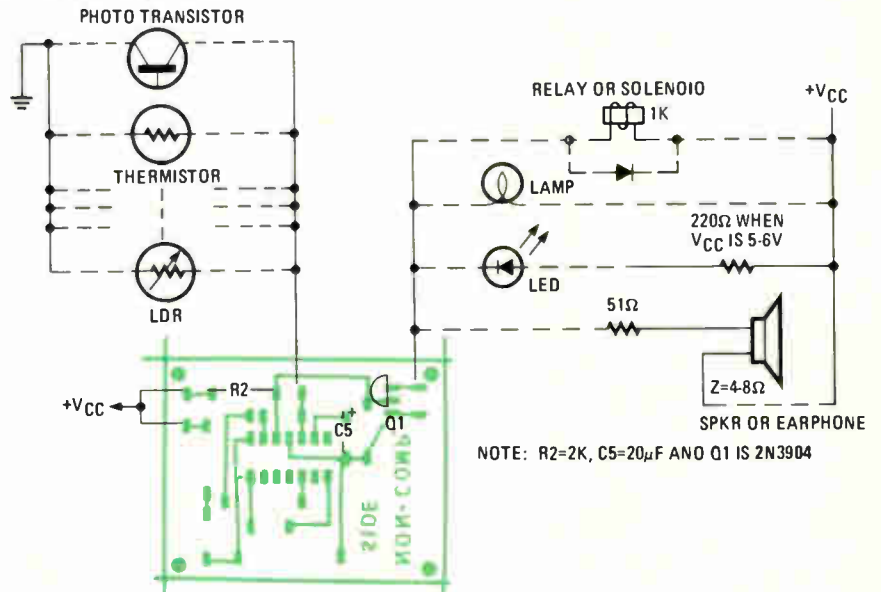 PHOTO TRANSISTOR
THERMISTOR
LDR
RELAY OR SOLENOID
1K
+VCC
LAMP
220Ω WHEN
VCC IS 5-6V
LED
51Ω
Z=4-8Ω
SPKR OR EARPHONE
+VCC
R2
+
C5
Q1
NON-COMP
SIDE
NOTE: R2=2K, C5=20µF AND Q1 IS 2N3904